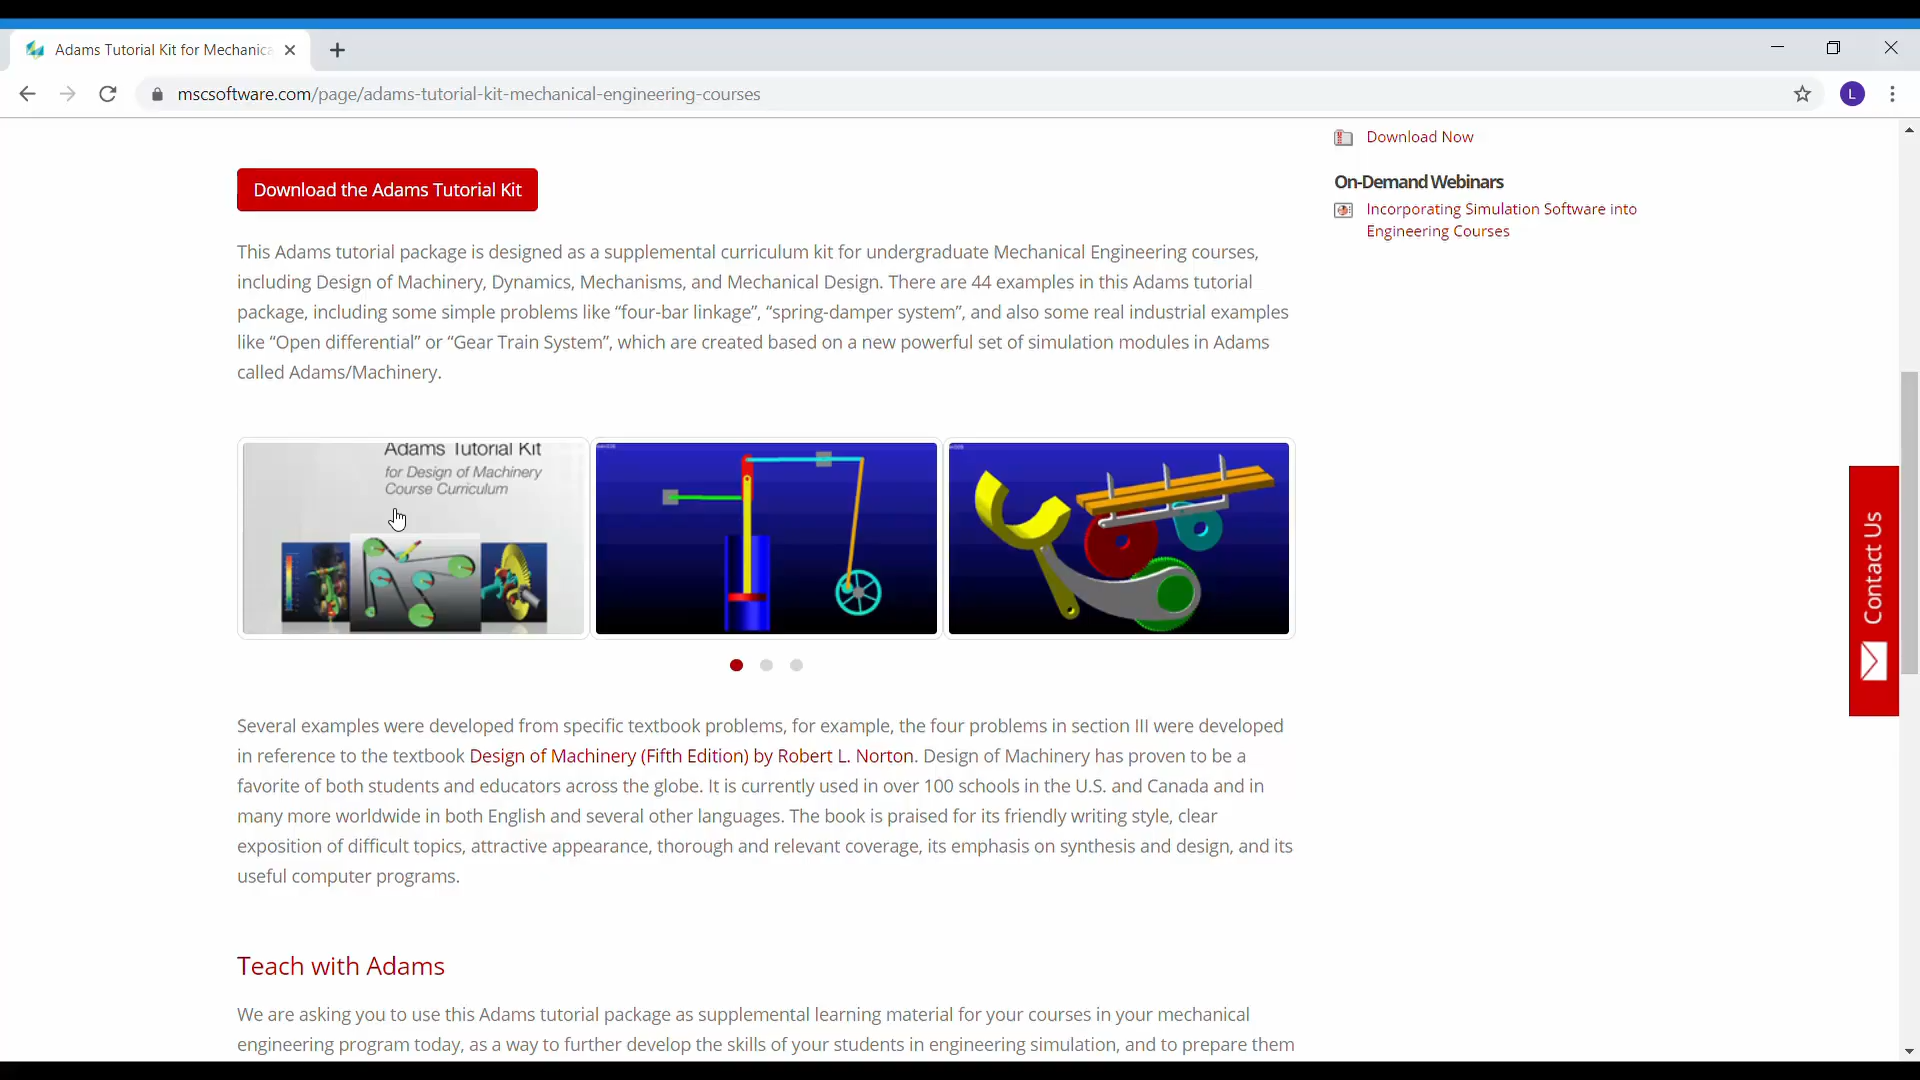 Adams Tutorial Kit for Mechanica
mscsoftware.com/page/adams-tutorial-kit-mechanical-engineering-courses
L
Download Now
On-Demand Webinars
Incorporating Simulation Software into
Engineering Courses
Download the Adams Tutorial Kit
This Adams tutorial package is designed as a supplemental curriculum kit for undergraduate Mechanical Engineering courses,
including Design of Machinery, Dynamics, Mechanisms, and Mechanical Design. There are 44 examples in this Adams tutorial
package, including some simple problems like “four-bar linkage”, “spring-damper system”, and also some real industrial examples
like “Open differential” or “Gear Train System”, which are created based on a new powerful set of simulation modules in Adams
called Adams/Machinery.
Adams Tutorial Kit
for Design of Machinery
Course Curriculum
Contact Us
Several examples were developed from specific textbook problems, for example, the four problems in section III were developed
in reference to the textbook Design of Machinery (Fifth Edition) by Robert L. Norton. Design of Machinery has proven to be a
favorite of both students and educators across the globe. It is currently used in over 100 schools in the U.S. and Canada and in
many more worldwide in both English and several other languages. The book is praised for its friendly writing style, clear
exposition of difficult topics, attractive appearance, thorough and relevant coverage, its emphasis on synthesis and design, and its
useful computer programs.
Teach with Adams
We are asking you to use this Adams tutorial package as supplemental learning material for your courses in your mechanical
engineering program today, as a way to further develop the skills of your students in engineering simulation, and to prepare them